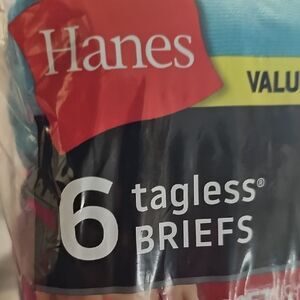 Hanes
VALU
6 tagless®
BRIEFS